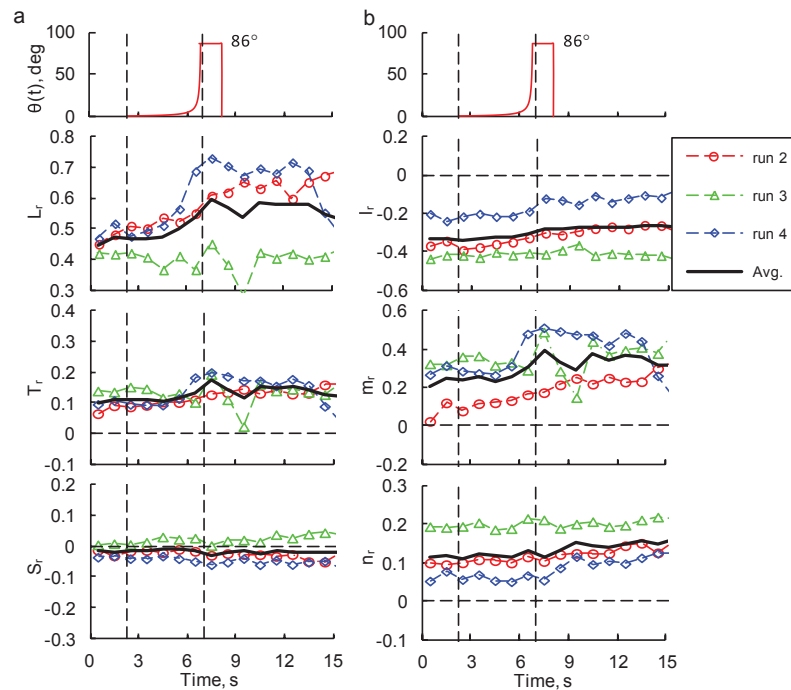 a
b
100
50
0
θ(t), deg
86°
100
50
0
86°
0.8
0.7
0.6
0.5
0.4
0.3
Lr
0.2
0
-0.2
-0.4
-0.6
lr
run 2
run 3
run 4
Avg.
0.4
0.3
0.2
0.1
0
-0.1
Tr
0.6
0.4
0.2
0
-0.2
mr
0.2
0.1
0
-0.1
-0.2
-0.3
Sr
0.3
0.2
0.1
0
-0.1
nr
0 3 6 9 12 15
Time, s
0 3 6 9 12 15
Time, s